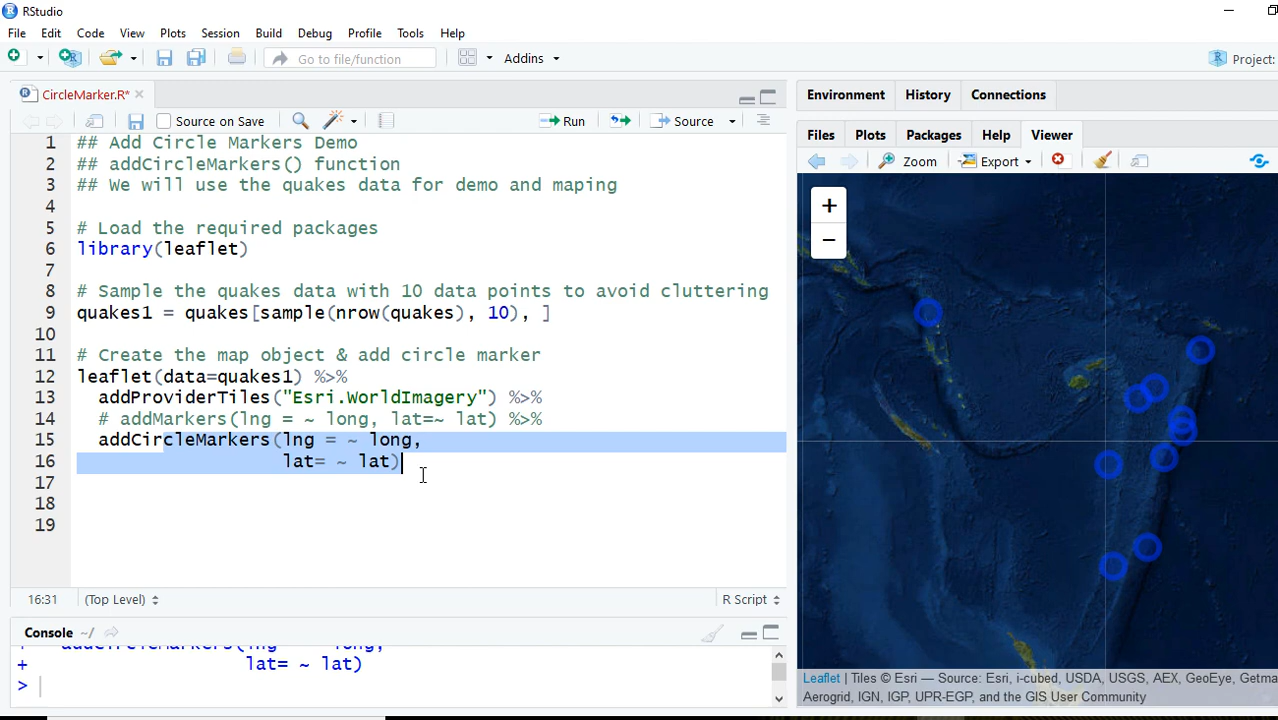 RStudio
File Edit Code View Plots Session Build Debug Profile Tools Help
Go to file/function Addins Project:
CircleMarker.R*
Source on Save Run Source
1 ## Add Circle Markers Demo
2 ## addCircleMarkers() function
3 ## We will use the quakes data for demo and maping
4
5 # Load the required packages
6 library(leaflet)
7
8 # Sample the quakes data with 10 data points to avoid cluttering
9 quakes1 = quakes[sample(nrow(quakes), 10), ]
10
11 # Create the map object & add circle marker
12 leaflet(data=quakes1) %>%
13 addProviderTiles("Esri.WorldImagery") %>%
14 # addMarkers(lng = ~ long, lat=~ lat) %>%
15 addCircleMarkers(lng = ~ long,
16 lat= ~ lat)
17
18
19
16:31 (Top Level) R Script
Console ~/
+ addCircleMarkers(lng = ~ long,
+ lat= ~ lat)
>
Environment History Connections
Files Plots Packages Help Viewer
Zoom Export
+
−
Leaflet | Tiles © Esri — Source: Esri, i-cubed, USDA, USGS, AEX, GeoEye, Getma
Aerogrid, IGN, IGP, UPR-EGP, and the GIS User Community